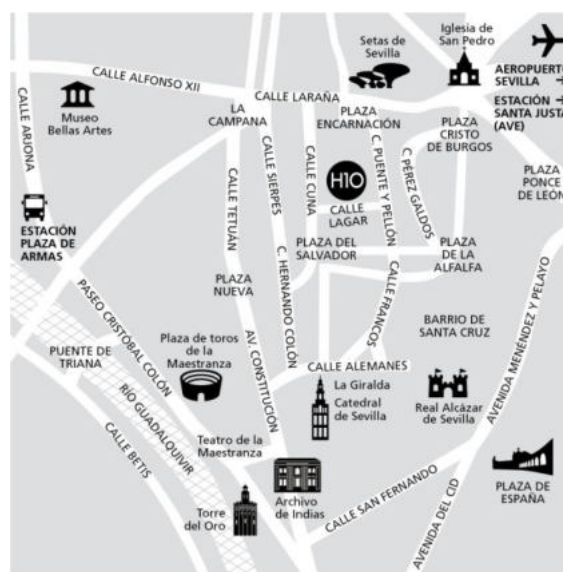 Iglesia de
San Pedro
Setas de
Sevilla
AEROPUERTO
SEVILLA →
ESTACIÓN →
SANTA JUSTA
(AVE)
CALLE ALFONSO XII
CALLE ARJONA
Museo
Bellas Artes
LA
CAMPANA
CALLE LARAÑA
PLAZA
ENCARNACIÓN
PLAZA
CRISTO
DE BURGOS
PLAZA
PONCE
DE LEÓN
CALLE TETUÁN
CALLE SIERPES
CALLE CUNA
H10
CALLE
LAGAR
C. PUENTE Y PELLÓN
C. PÉREZ GALDOS
ESTACIÓN
PLAZA DE
ARMAS
PLAZA DEL
SALVADOR
PLAZA
DE LA
ALFALFA
PLAZA
NUEVA
C. HERNANDO COLÓN
CALLE FRANCOS
PASEO CRISTÓBAL COLÓN
BARRIO DE
SANTA CRUZ
AVENIDA MENÉNDEZ Y PELAYO
PUENTE DE
TRIANA
Plaza de toros
de la
Maestranza
AV. CONSTITUCIÓN
CALLE ALEMANES
La Giralda
Catedral
de Sevilla
Real Alcázar
de Sevilla
RÍO GUADALQUIVIR
CALLE BETIS
Teatro de la
Maestranza
Archivo
de Indias
Torre
del Oro
CALLE SAN FERNANDO
AVENIDA DEL CID
PLAZA DE
ESPAÑA